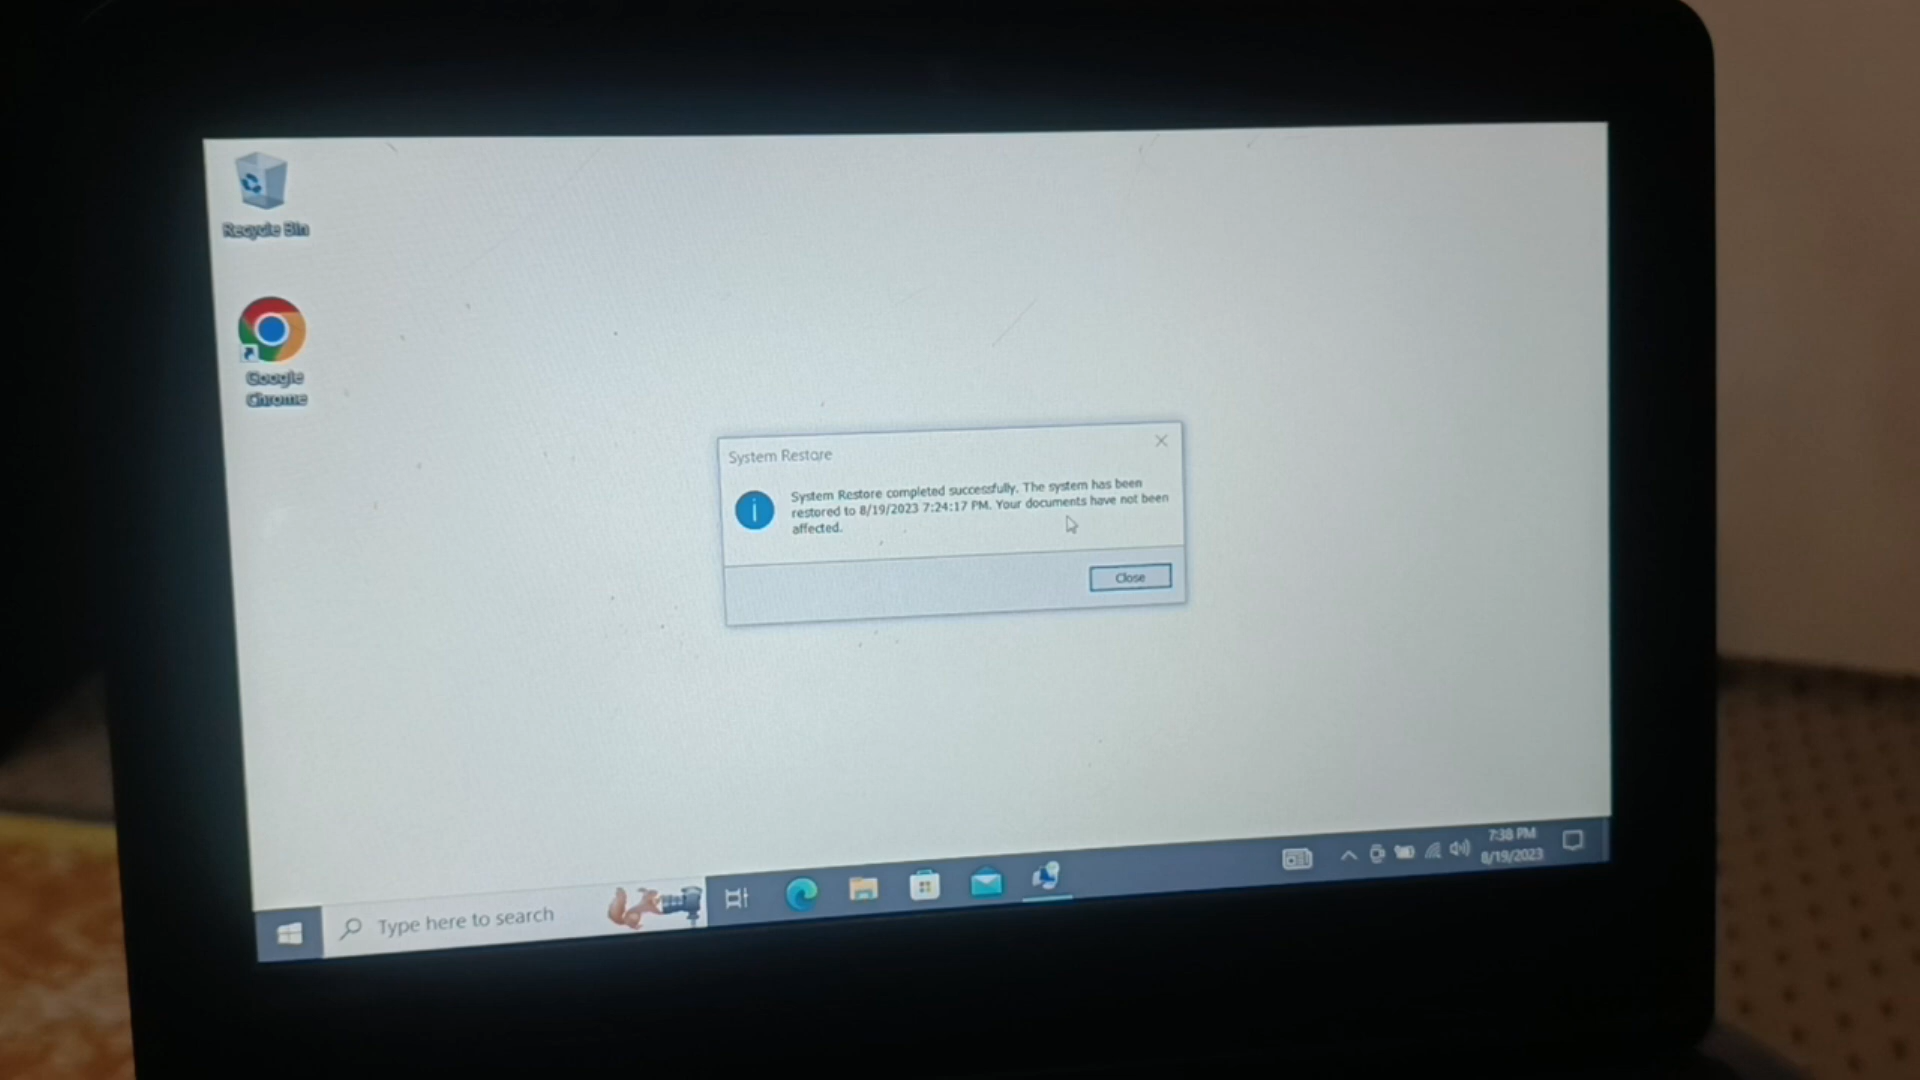 Recycle Bin
Google
Chrome
System Restore
System Restore completed successfully. The system has been
restored to 8/19/2023 7:24:17 PM. Your documents have not been
affected.
Close
Type here to search
7:38 PM
8/19/2023